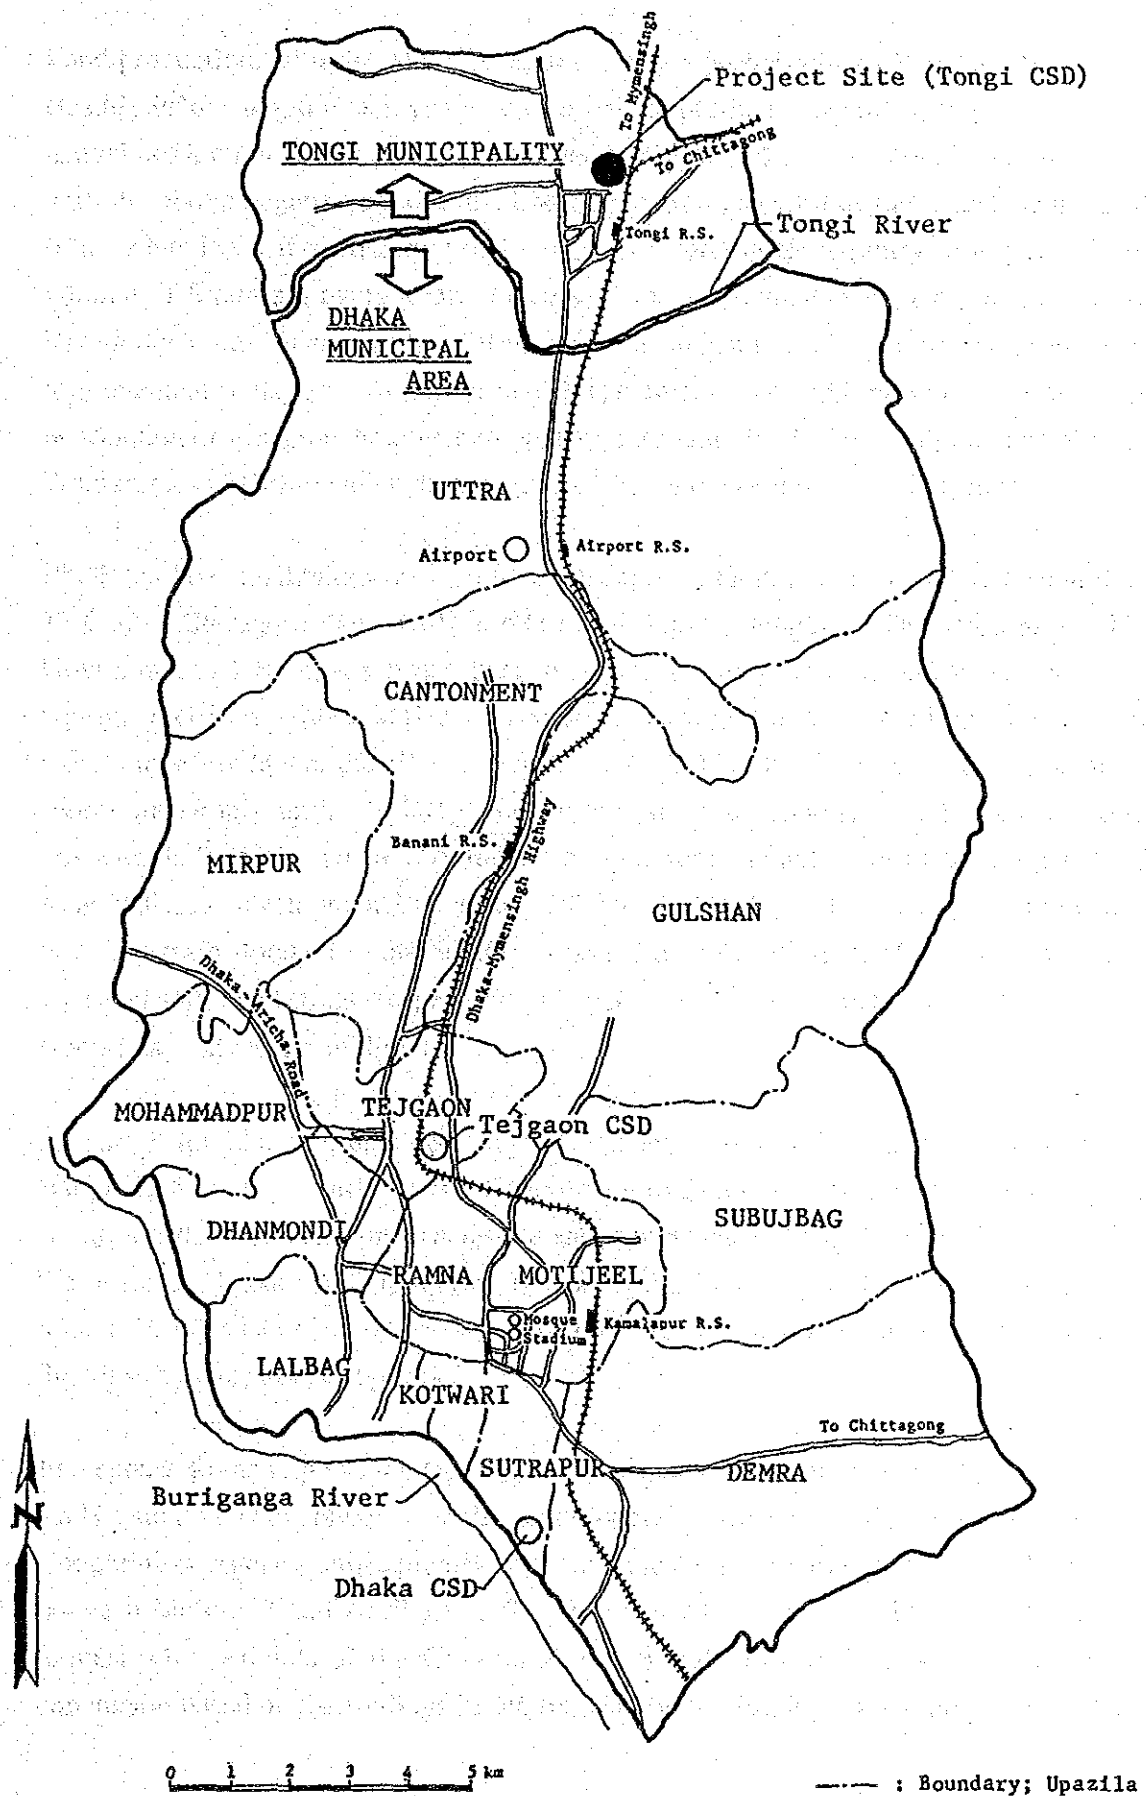 To Mymensingh
Project Site (Tongi CSD)
To Chittagong
TONGI MUNICIPALITY
Tongi R.S.
Tongi River
DHAKA
MUNICIPAL
AREA
UTTRA
Airport
Airport R.S.
CANTONMENT
Banani R.S.
Dhaka-Mymensingh Highway
MIRPUR
GULSHAN
Dhaka-Aricha Road
MOHAMMADPUR
TEJGAON
Tejgaon CSD
DHANMONDI
SUBUJBAG
RAMNA
MOTIJEEL
Mosque
Stadium
Kamalapur R.S.
LALBAG
KOTWARI
To Chittagong
SUTRAPUR
DEMRA
Buriganga River
N
Dhaka CSD
0 1 2 3 4 5 km
: Boundary; Upazila